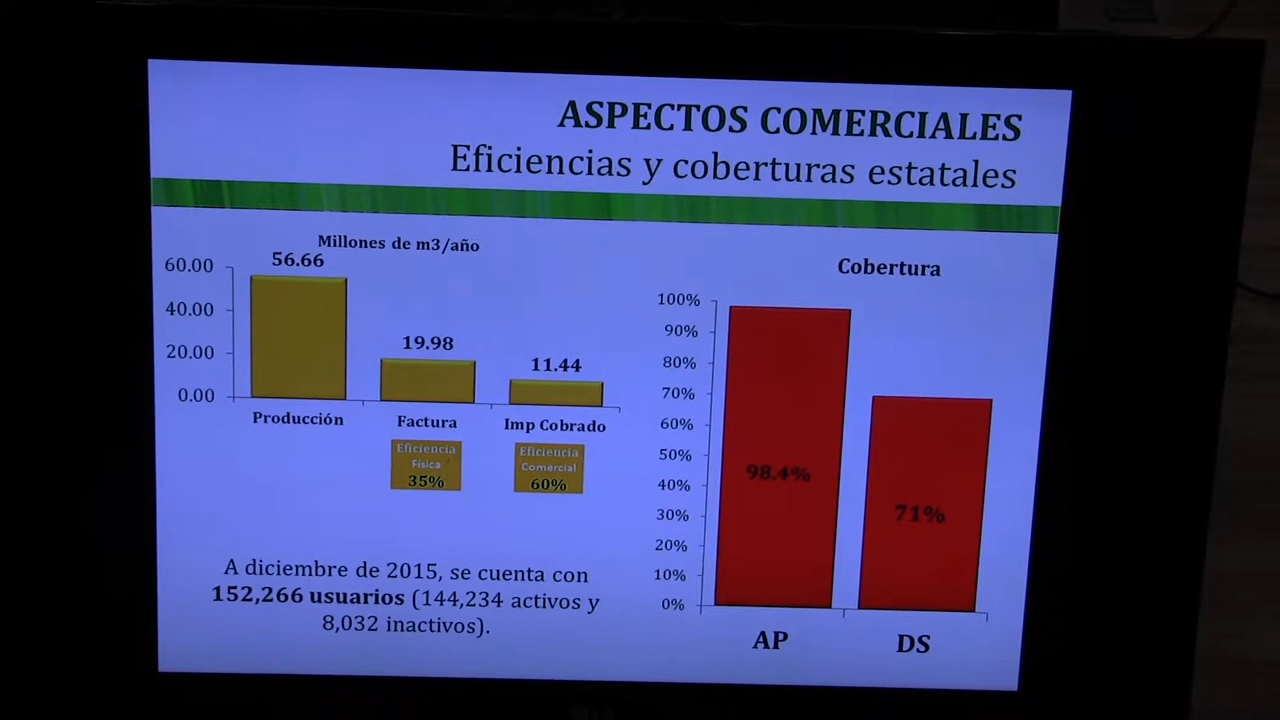 ASPECTOS COMERCIALES
Eficiencias y coberturas estatales
Millones de m3/año
60.00
40.00
20.00
0.00
56.66
19.98
11.44
Producción
Factura
Imp Cobrado
Eficiencia
Física
35%
Eficiencia
Comercial
60%
A diciembre de 2015, se cuenta con
152,266 usuarios (144,234 activos y
8,032 inactivos).
Cobertura
100%
90%
80%
70%
60%
50%
40%
30%
20%
10%
0%
98.4%
71%
AP
DS